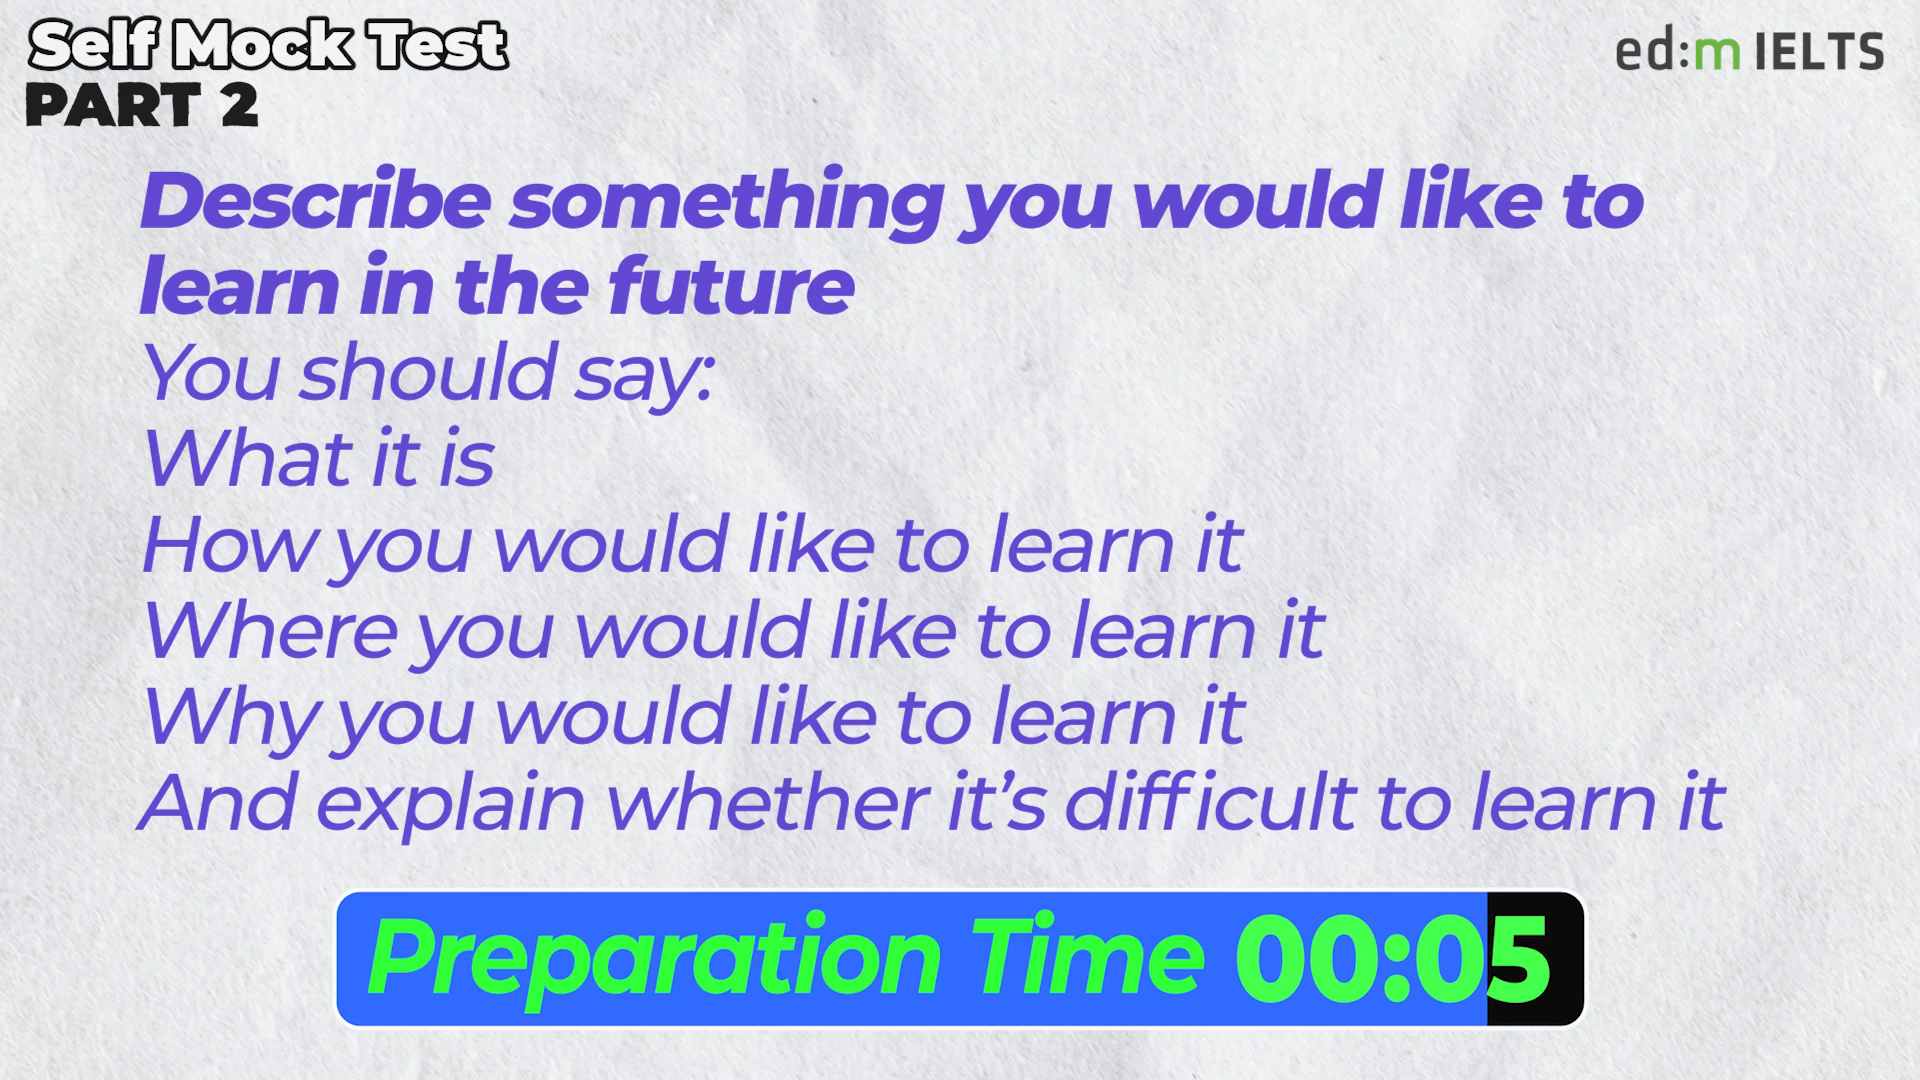 Self Mock Test
PART 2
ed:m IELTS
Describe something you would like to
learn in the future
You should say:
What it is
How you would like to learn it
Where you would like to learn it
Why you would like to learn it
And explain whether it’s difficult to learn it
Preparation Time 00:05